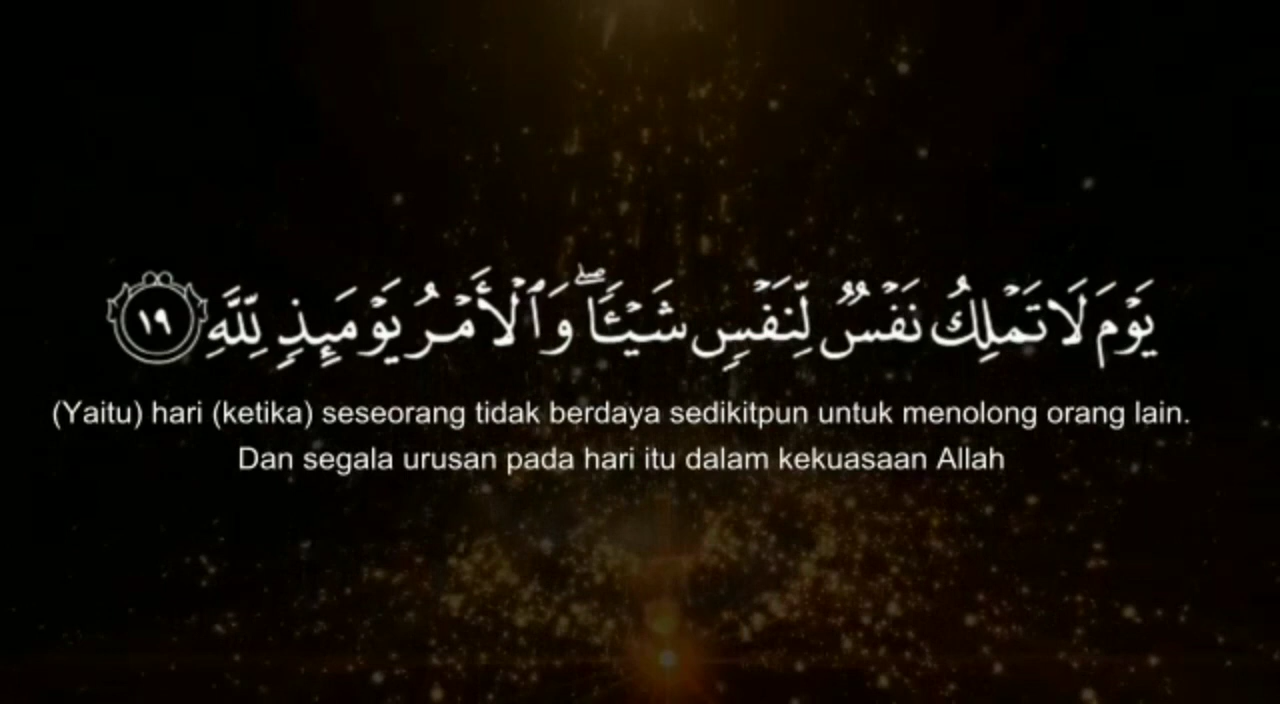 يَوْمَ لَا تَمْلِكُ نَفْسٌ لِّنَفْسٍ شَيْـًٔا ۖ وَٱلْأَمْرُ يَوْمَئِذٍ لِّلَّهِ ١٩
(Yaitu) hari (ketika) seseorang tidak berdaya sedikitpun untuk menolong orang lain.
Dan segala urusan pada hari itu dalam kekuasaan Allah